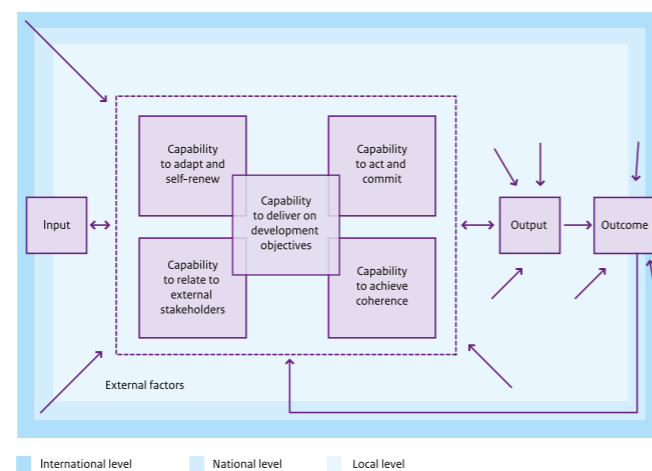 Capability
to adapt and
self-renew
Capability
to act and
commit
Capability
to deliver on
development
objectives
Input
Output
Outcome
Capability
to relate to
external
stakeholders
Capability
to achieve
coherence
External factors
International level
National level
Local level